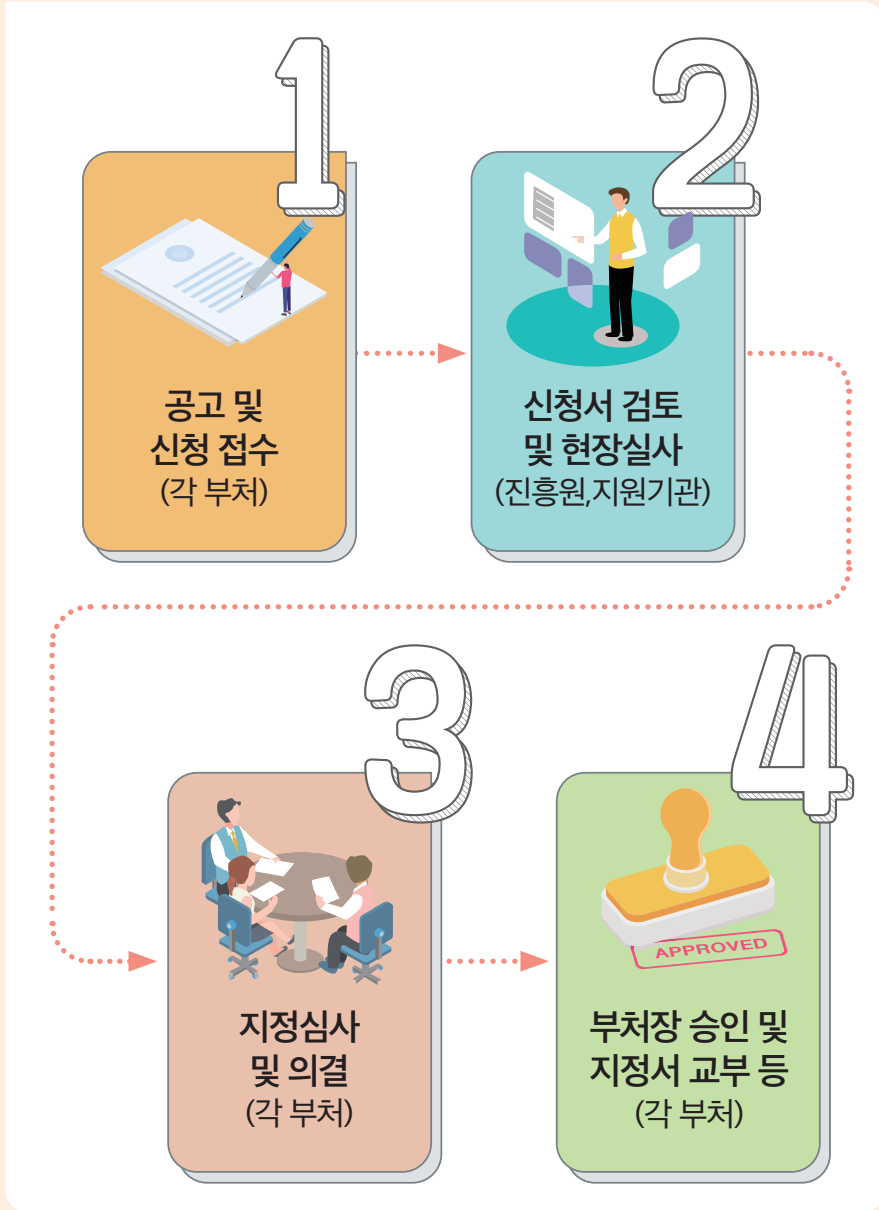 1
공고 및
신청 접수
(각 부처)
2
신청서 검토
및 현장실사
(진흥원,지원기관)
3
지정심사
및 의결
(각 부처)
4
APPROVED
부처장 승인 및
지정서 교부 등
(각 부처)